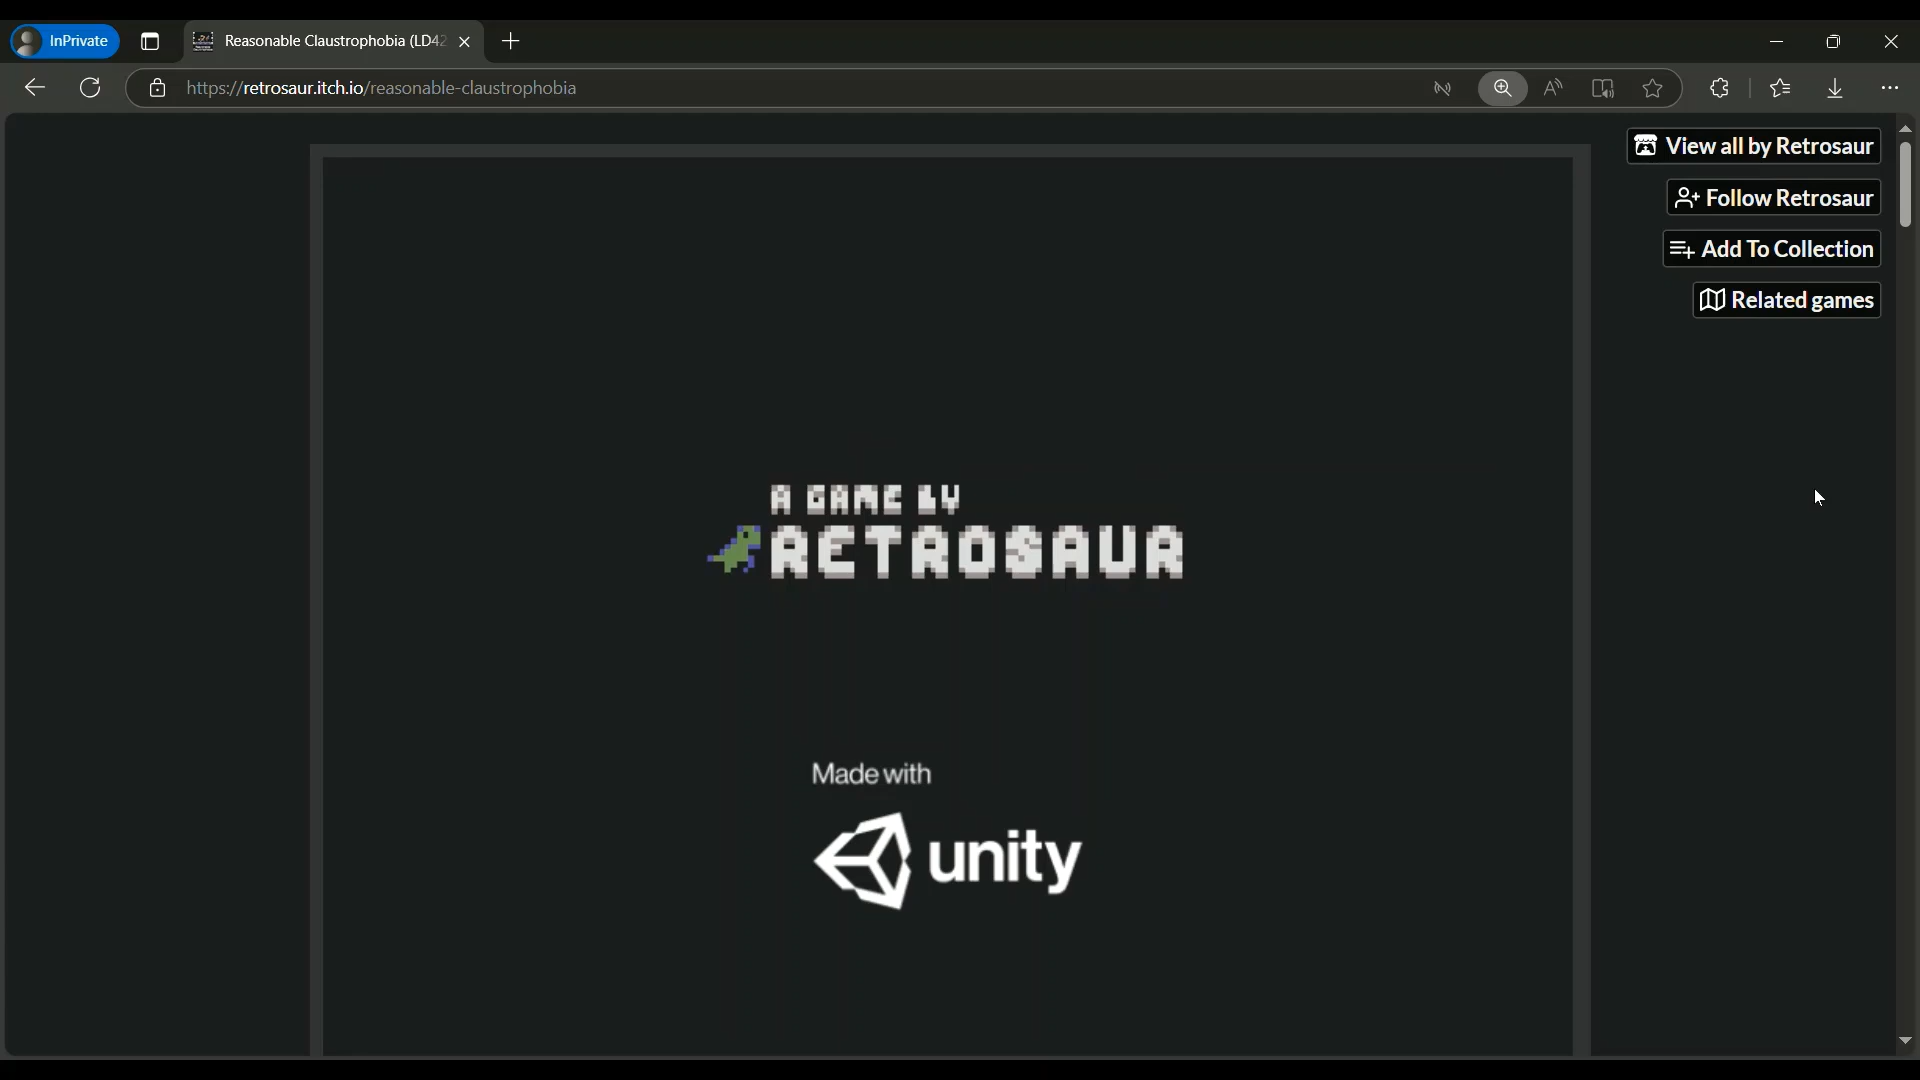 InPrivate
Reasonable Claustrophobia (LD42
https://retrosaur.itch.io/reasonable-claustrophobia
View all by Retrosaur
Follow Retrosaur
Add To Collection
Related games
A GAME BY
RETROSAUR
Made with
unity